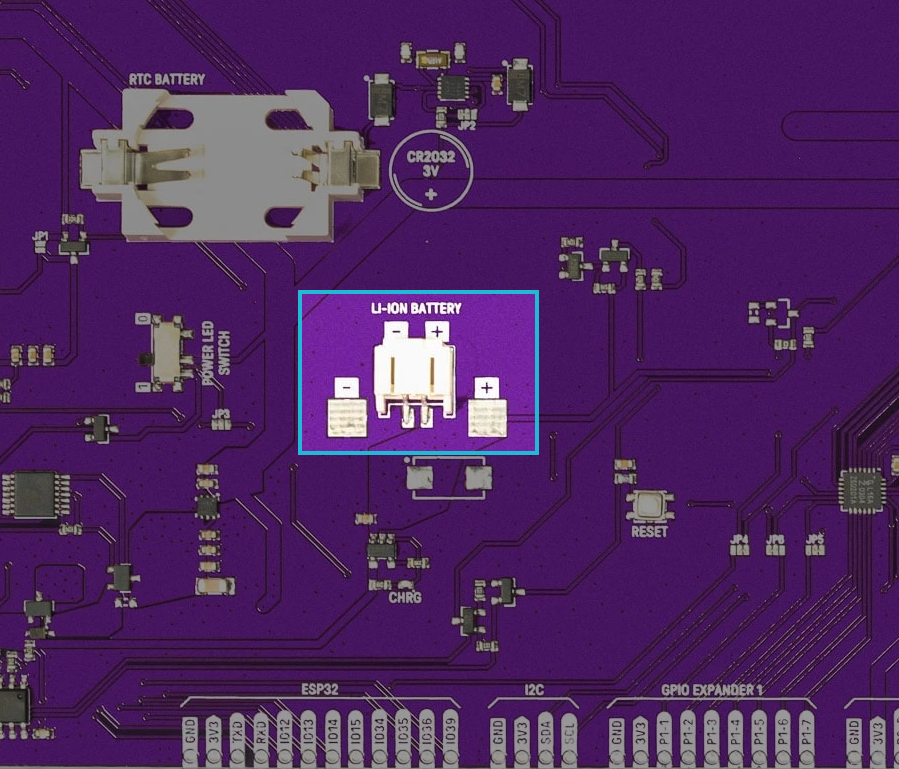 RTC BATTERY
JP2
CR2032
3V
+
JP1
LI-ION BATTERY
- +
- +
0
POWER LED
SWITCH
1
JP3
RESET
JP4
JP5
CHRG
ESP32
I2C
GPIO EXPANDER 1
GND
3V3
TXD
RXD
IO12
IO13
IO14
IO15
IO34
IO35
IO36
IO39
GND
3V3
SDA
SCL
GND
3V3
P1-1
P1-2
P1-3
P1-4
P1-5
P1-6
P1-7
GND
3V3